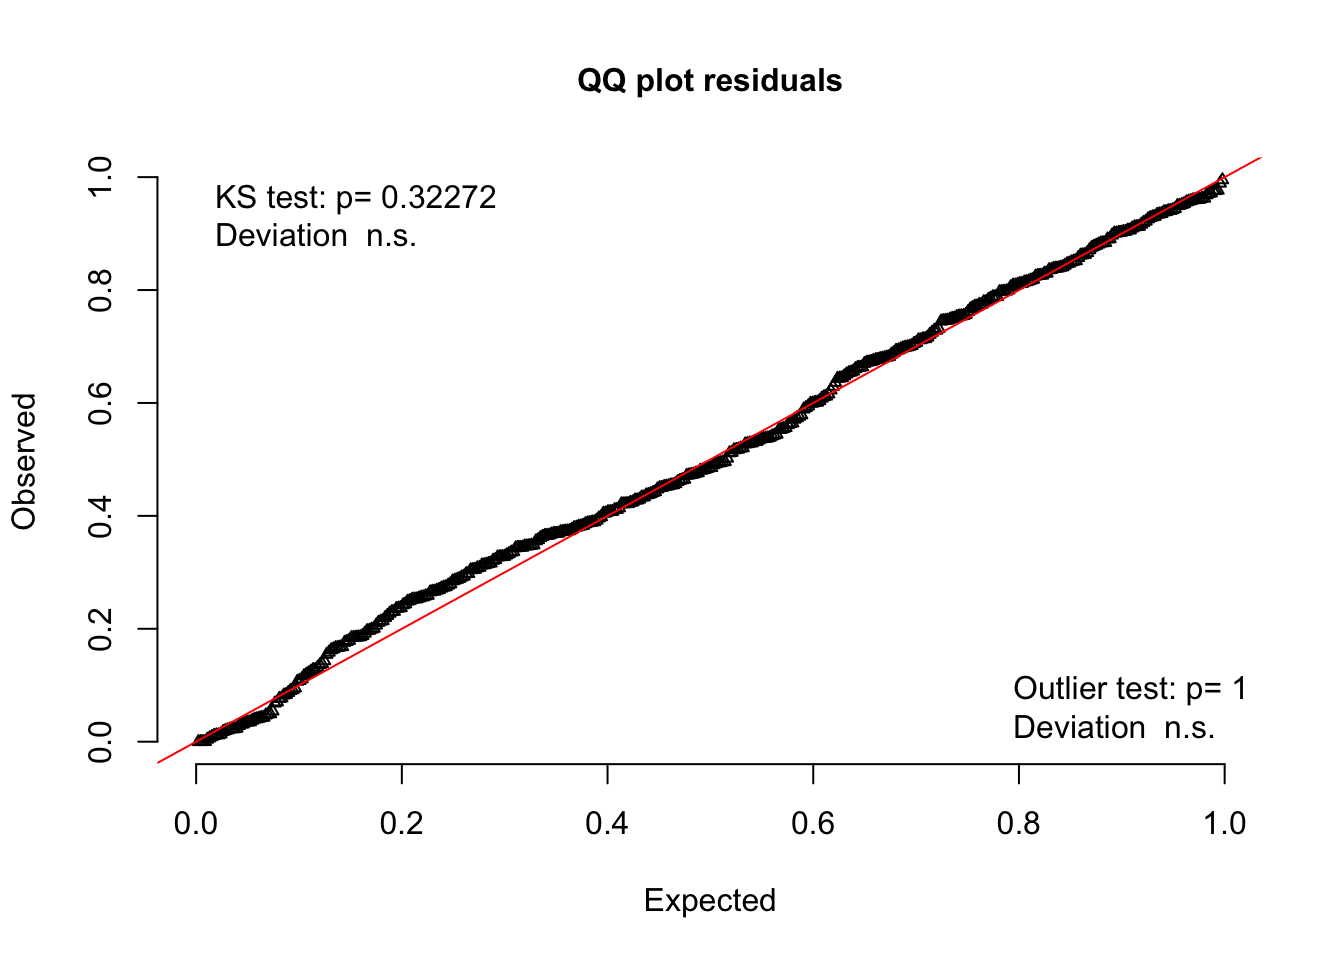 QQ plot residuals
KS test: p= 0.32272
Deviation  n.s.
Outlier test: p= 1
Deviation  n.s.
Observed
0.0
0.2
0.4
0.6
0.8
1.0
0.0 0.2 0.4 0.6 0.8 1.0
Expected